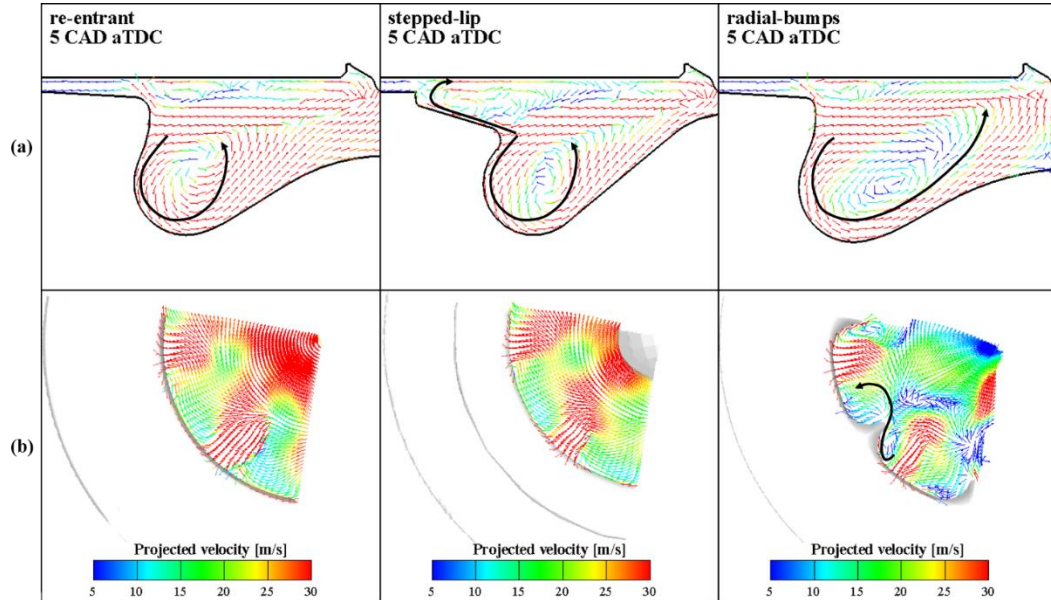 re-entrant
5 CAD aTDC
stepped-lip
5 CAD aTDC
radial-bumps
5 CAD aTDC
(a)
(b)
Projected velocity [m/s]
5 10 15 20 25 30
Projected velocity [m/s]
5 10 15 20 25 30
Projected velocity [m/s]
5 10 15 20 25 30